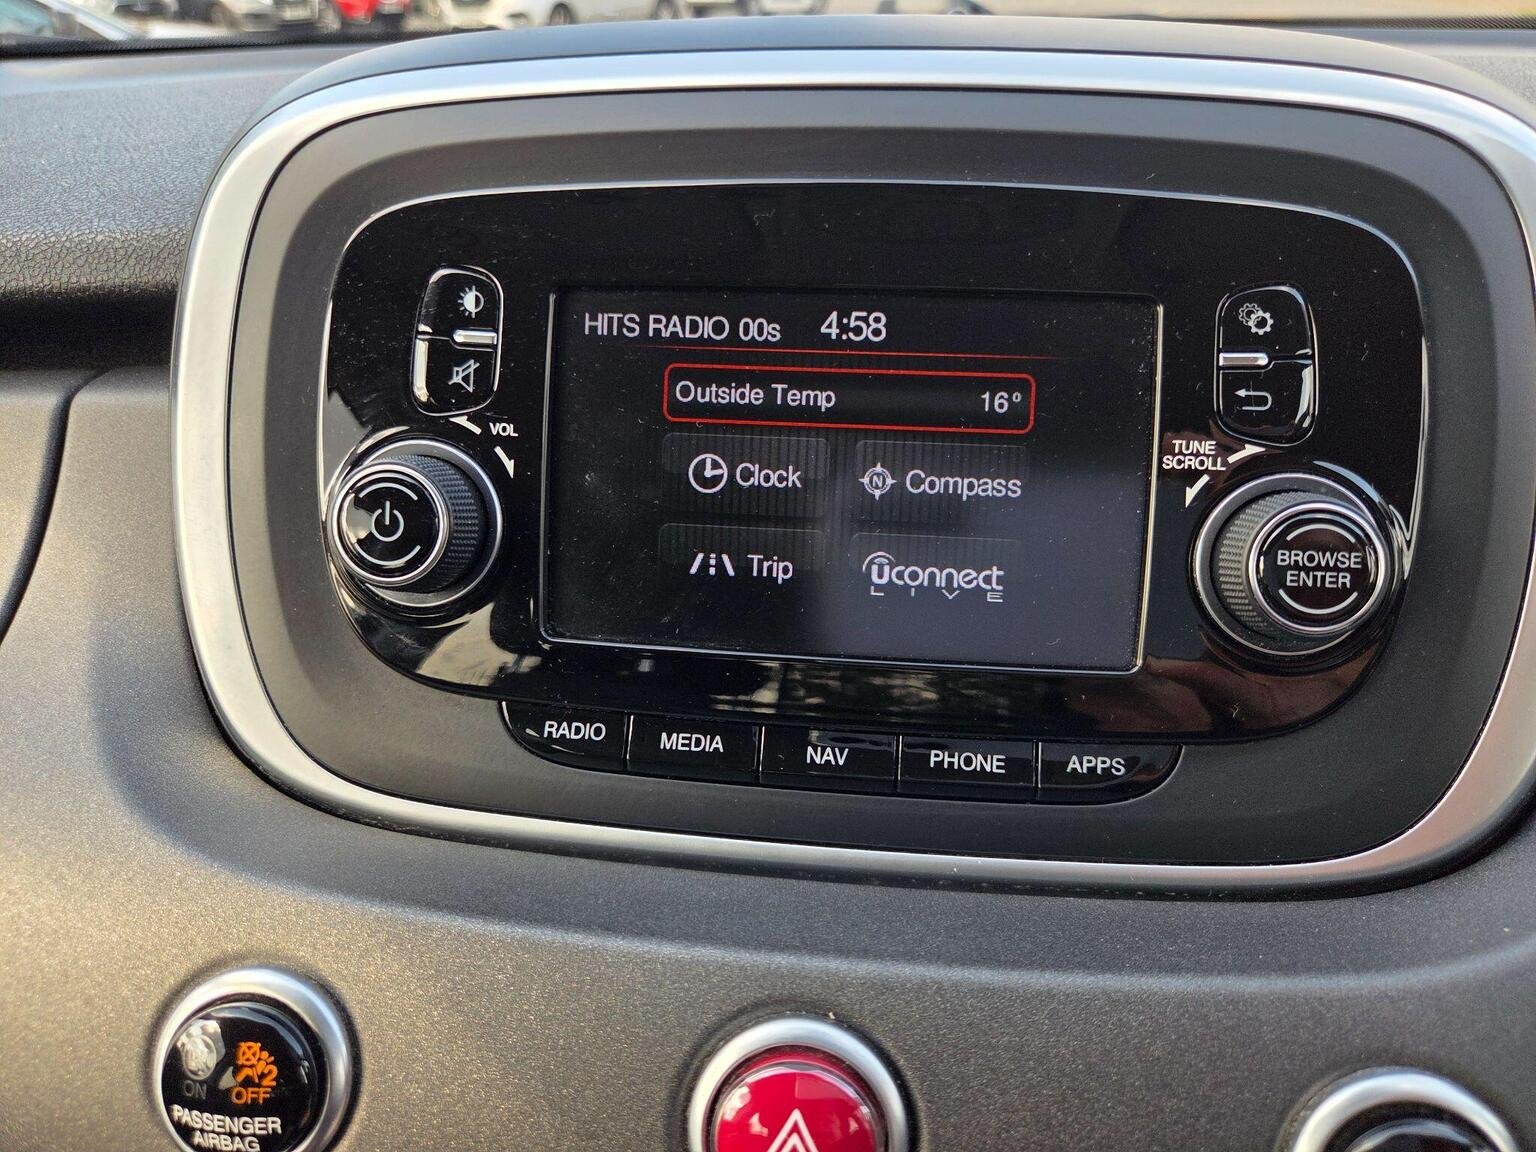 HITS RADIO 00s 4:58
Outside Temp 16°
Clock
N Compass
Trip
uconnect
LIVE
VOL
TUNE
SCROLL
BROWSE
ENTER
RADIO MEDIA NAV PHONE APPS
ON 2 OFF
PASSENGER
AIRBAG